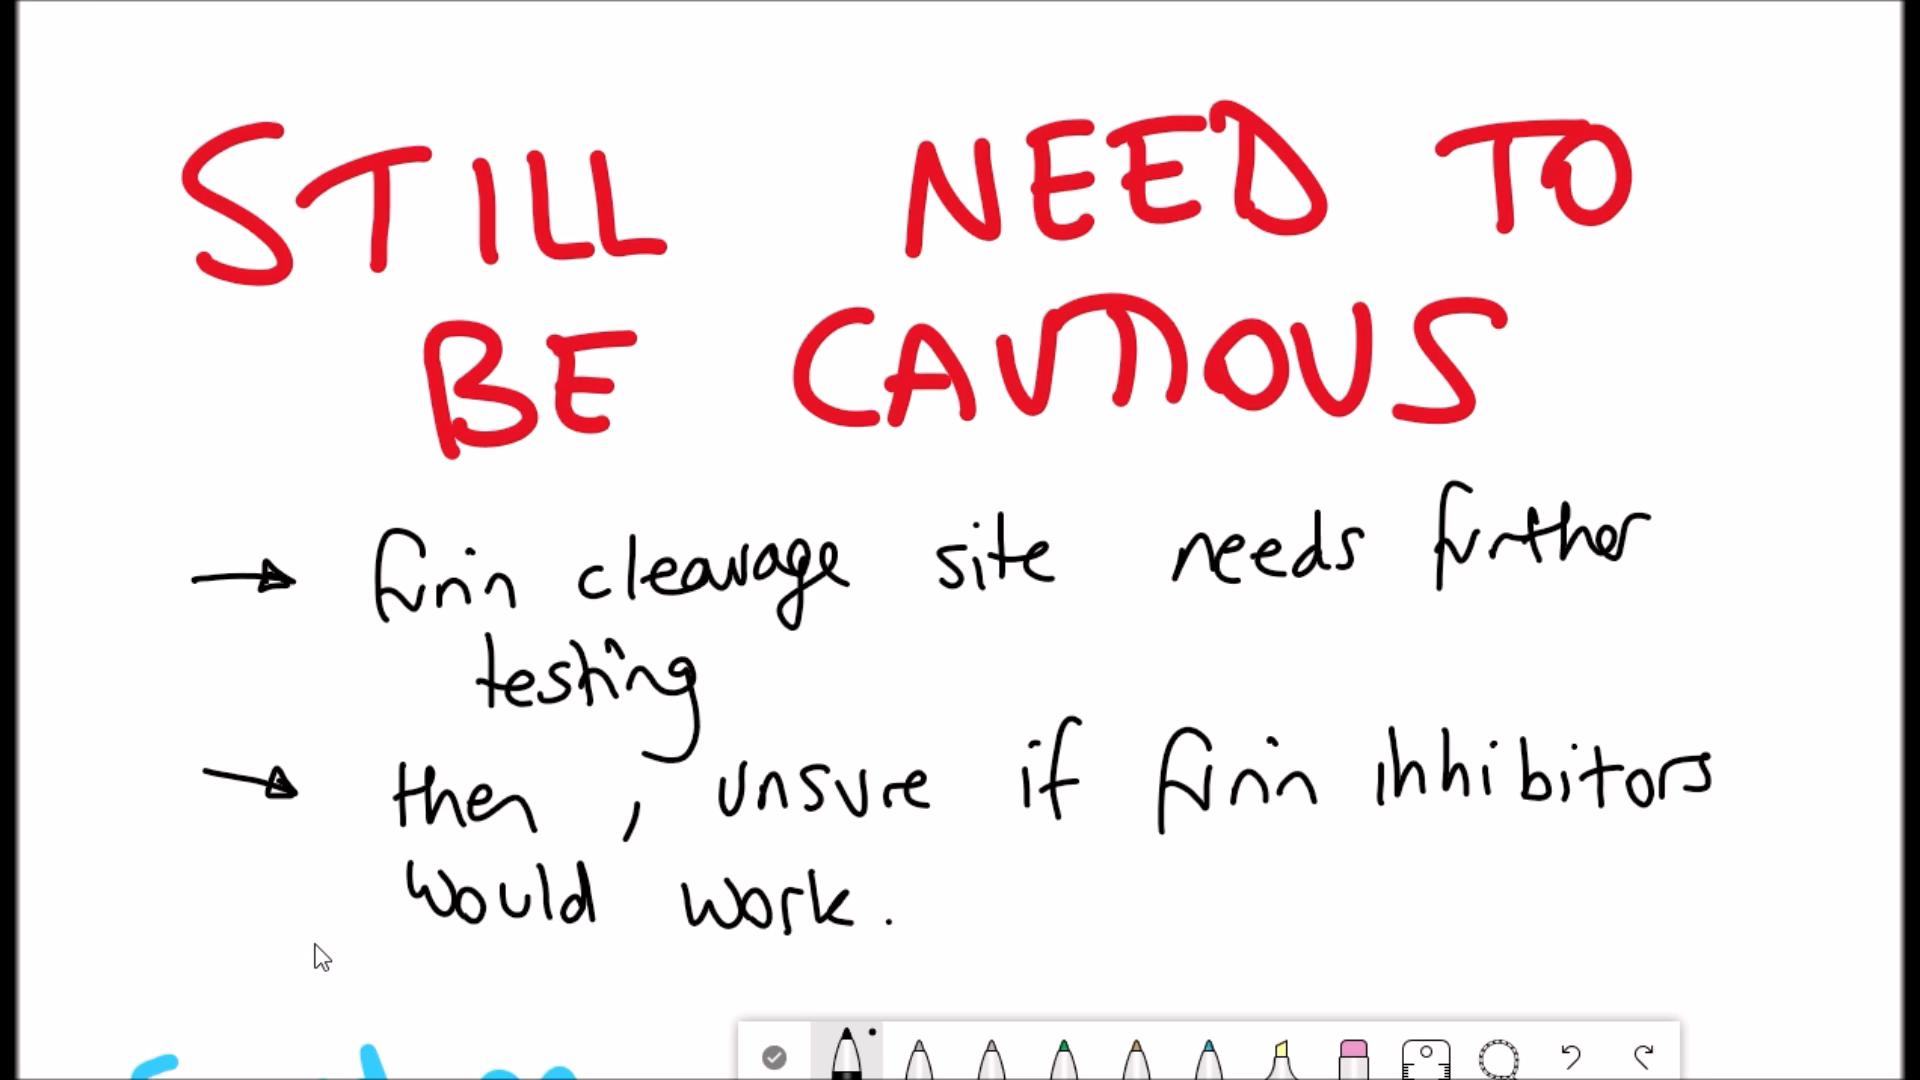 STILL NEED TO
BE CAUTIOUS
→ furin cleavage site needs further
testing
→ then, unsure if furin inhibitors
would work.